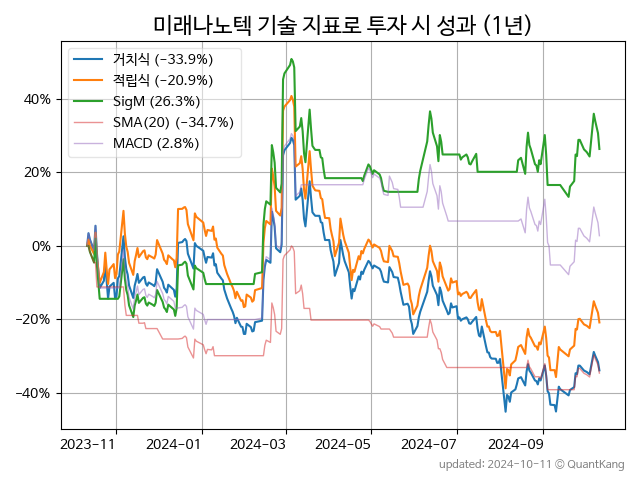 미래나노텍 기술 지표로 투자 시 성과 (1년)
거치식 (-33.9%)
적립식 (-20.9%)
SigM (26.3%)
SMA(20) (-34.7%)
MACD (2.8%)
40%
20%
0%
-20%
-40%
2023-11 2024-01 2024-03 2024-05 2024-07 2024-09
updated: 2024-10-11 © QuantKang